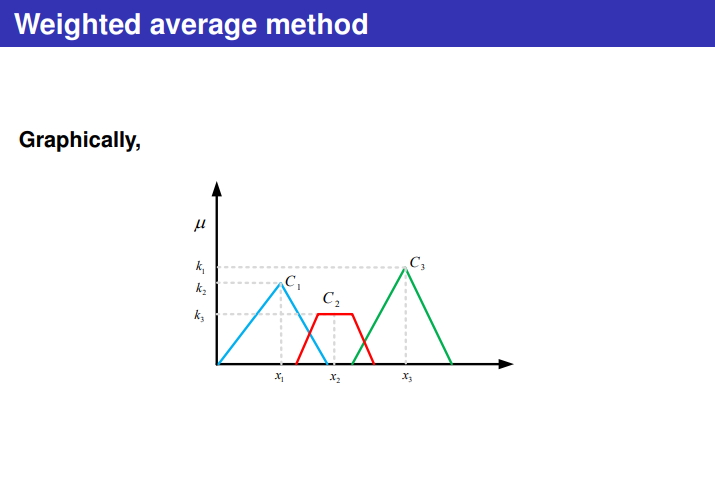 Weighted average method
Graphically,
μ
k₁
C₃
k₂
C₁
C₂
k₃
x₁
x₂
x₃